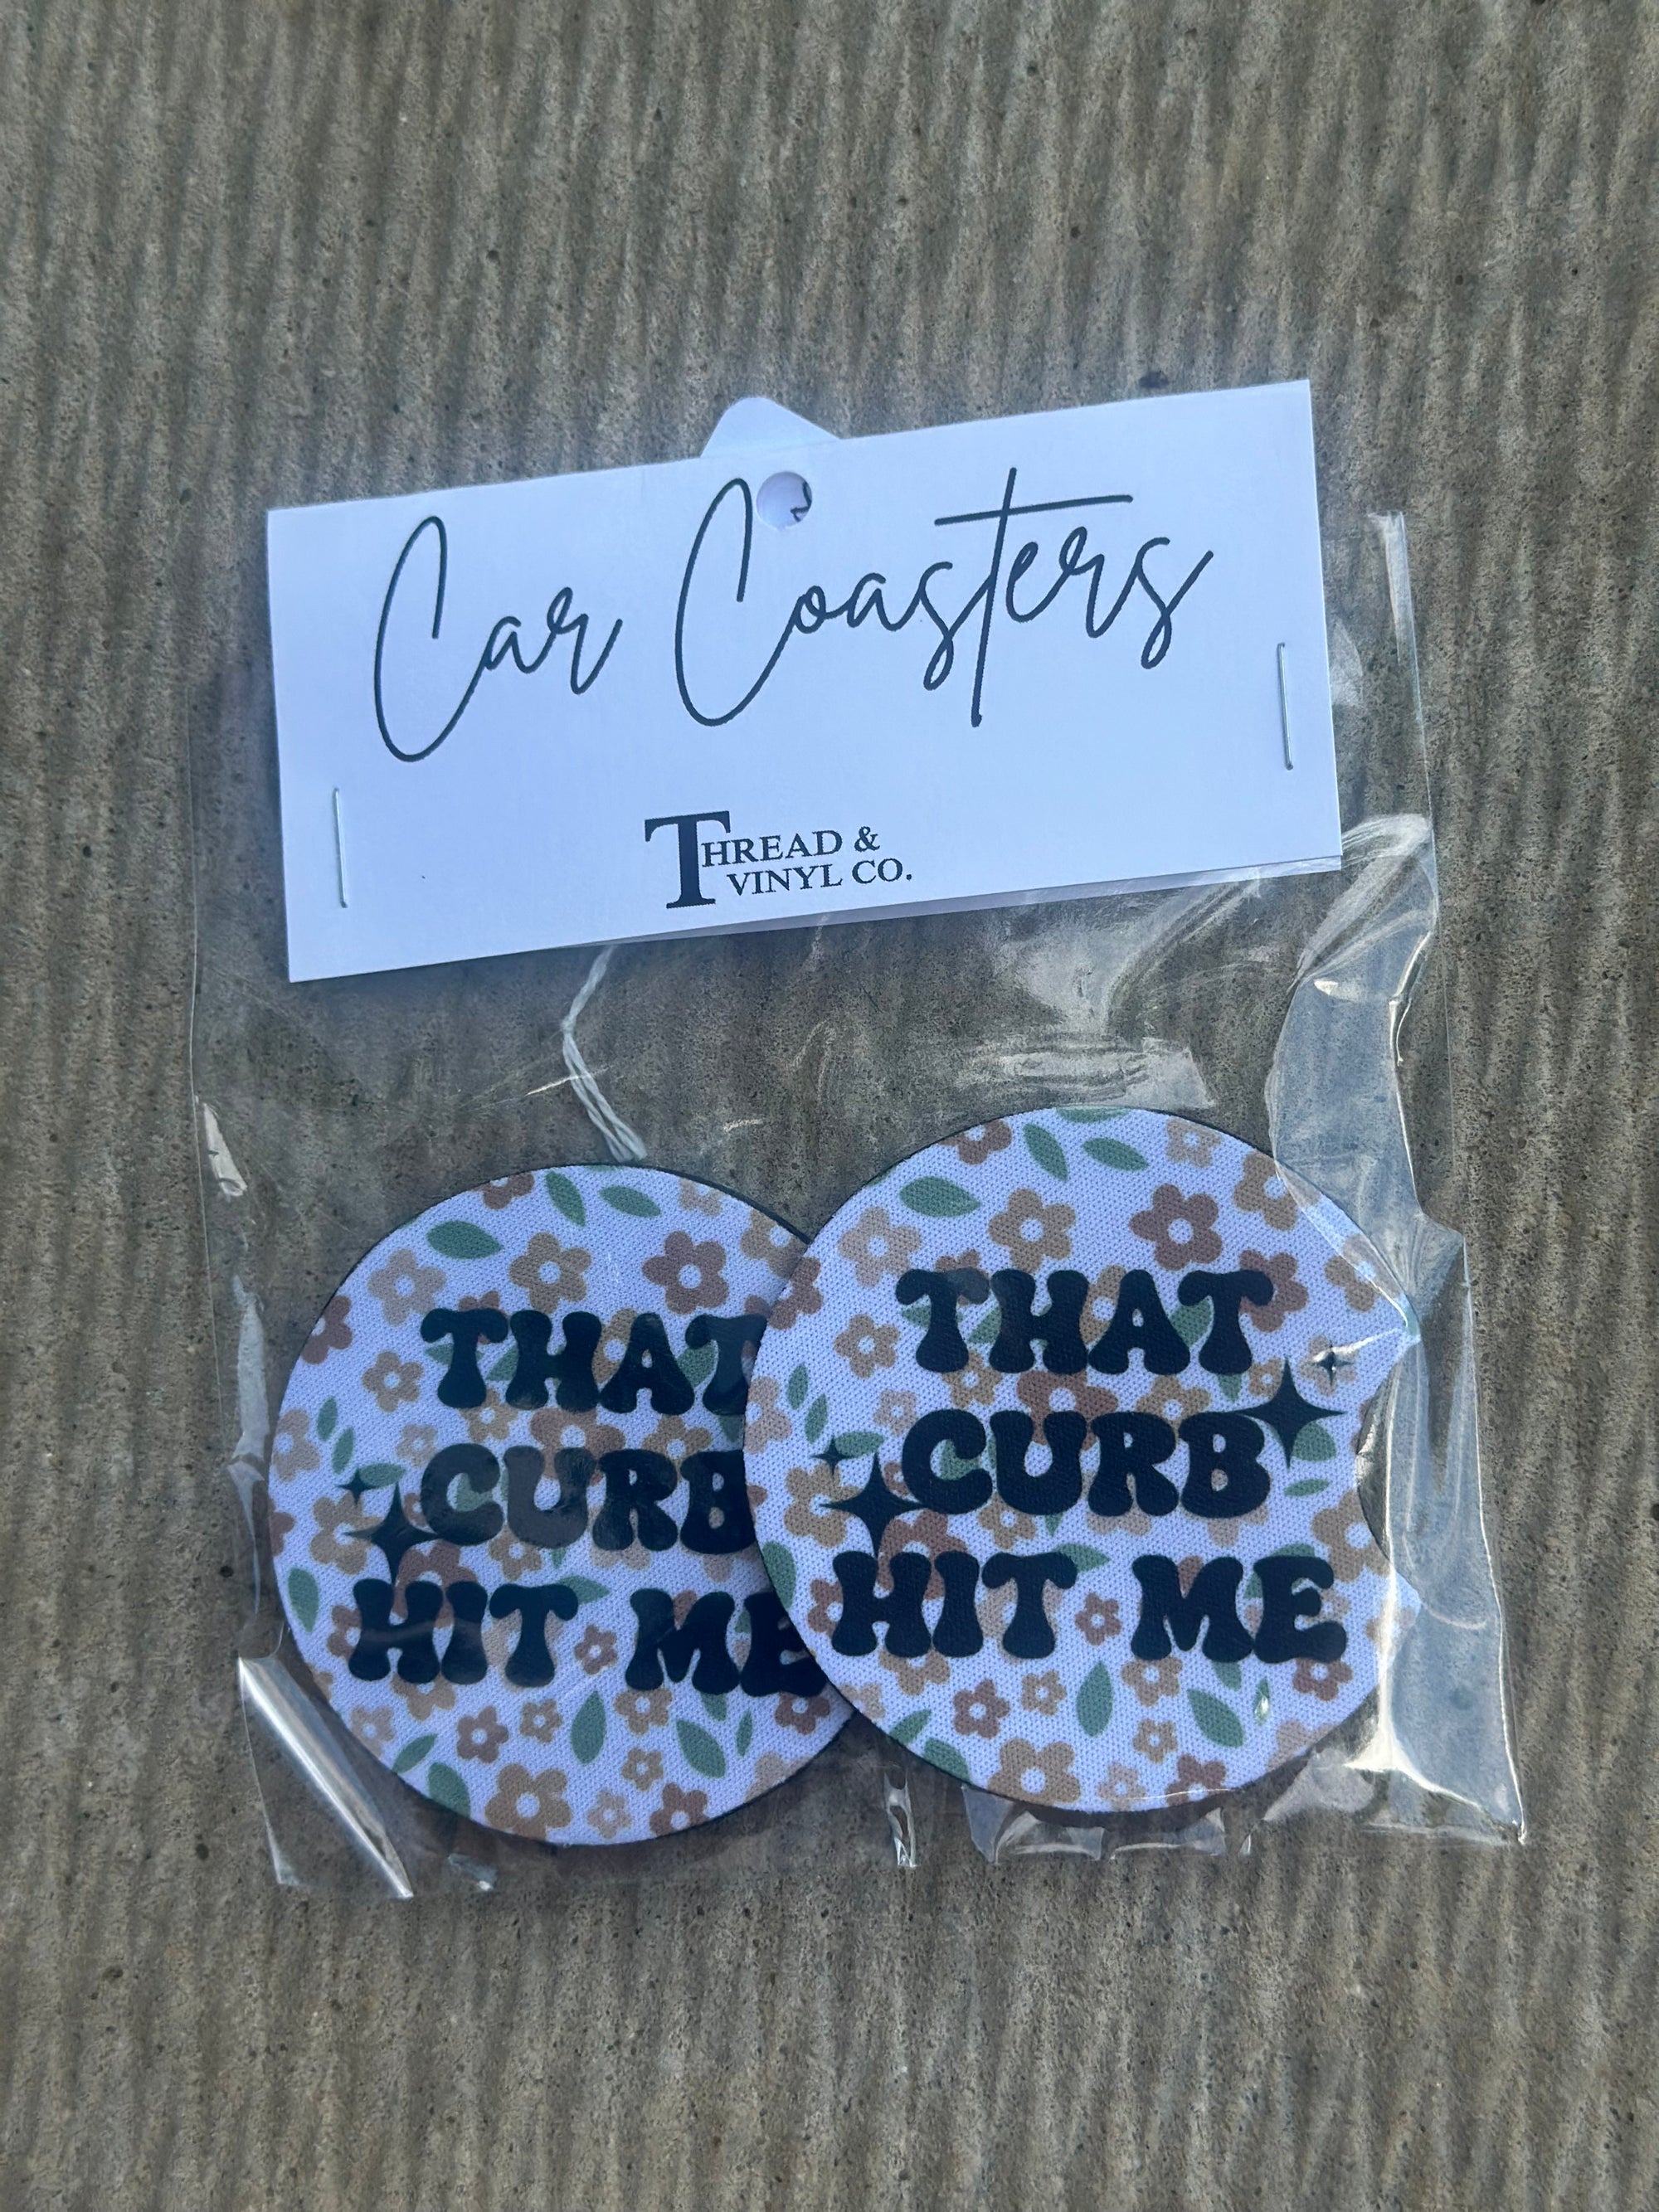 Car Coasters
THREAD &
VINYL CO.
THAT
CURB
HIT ME
THAT
CURB
HIT ME